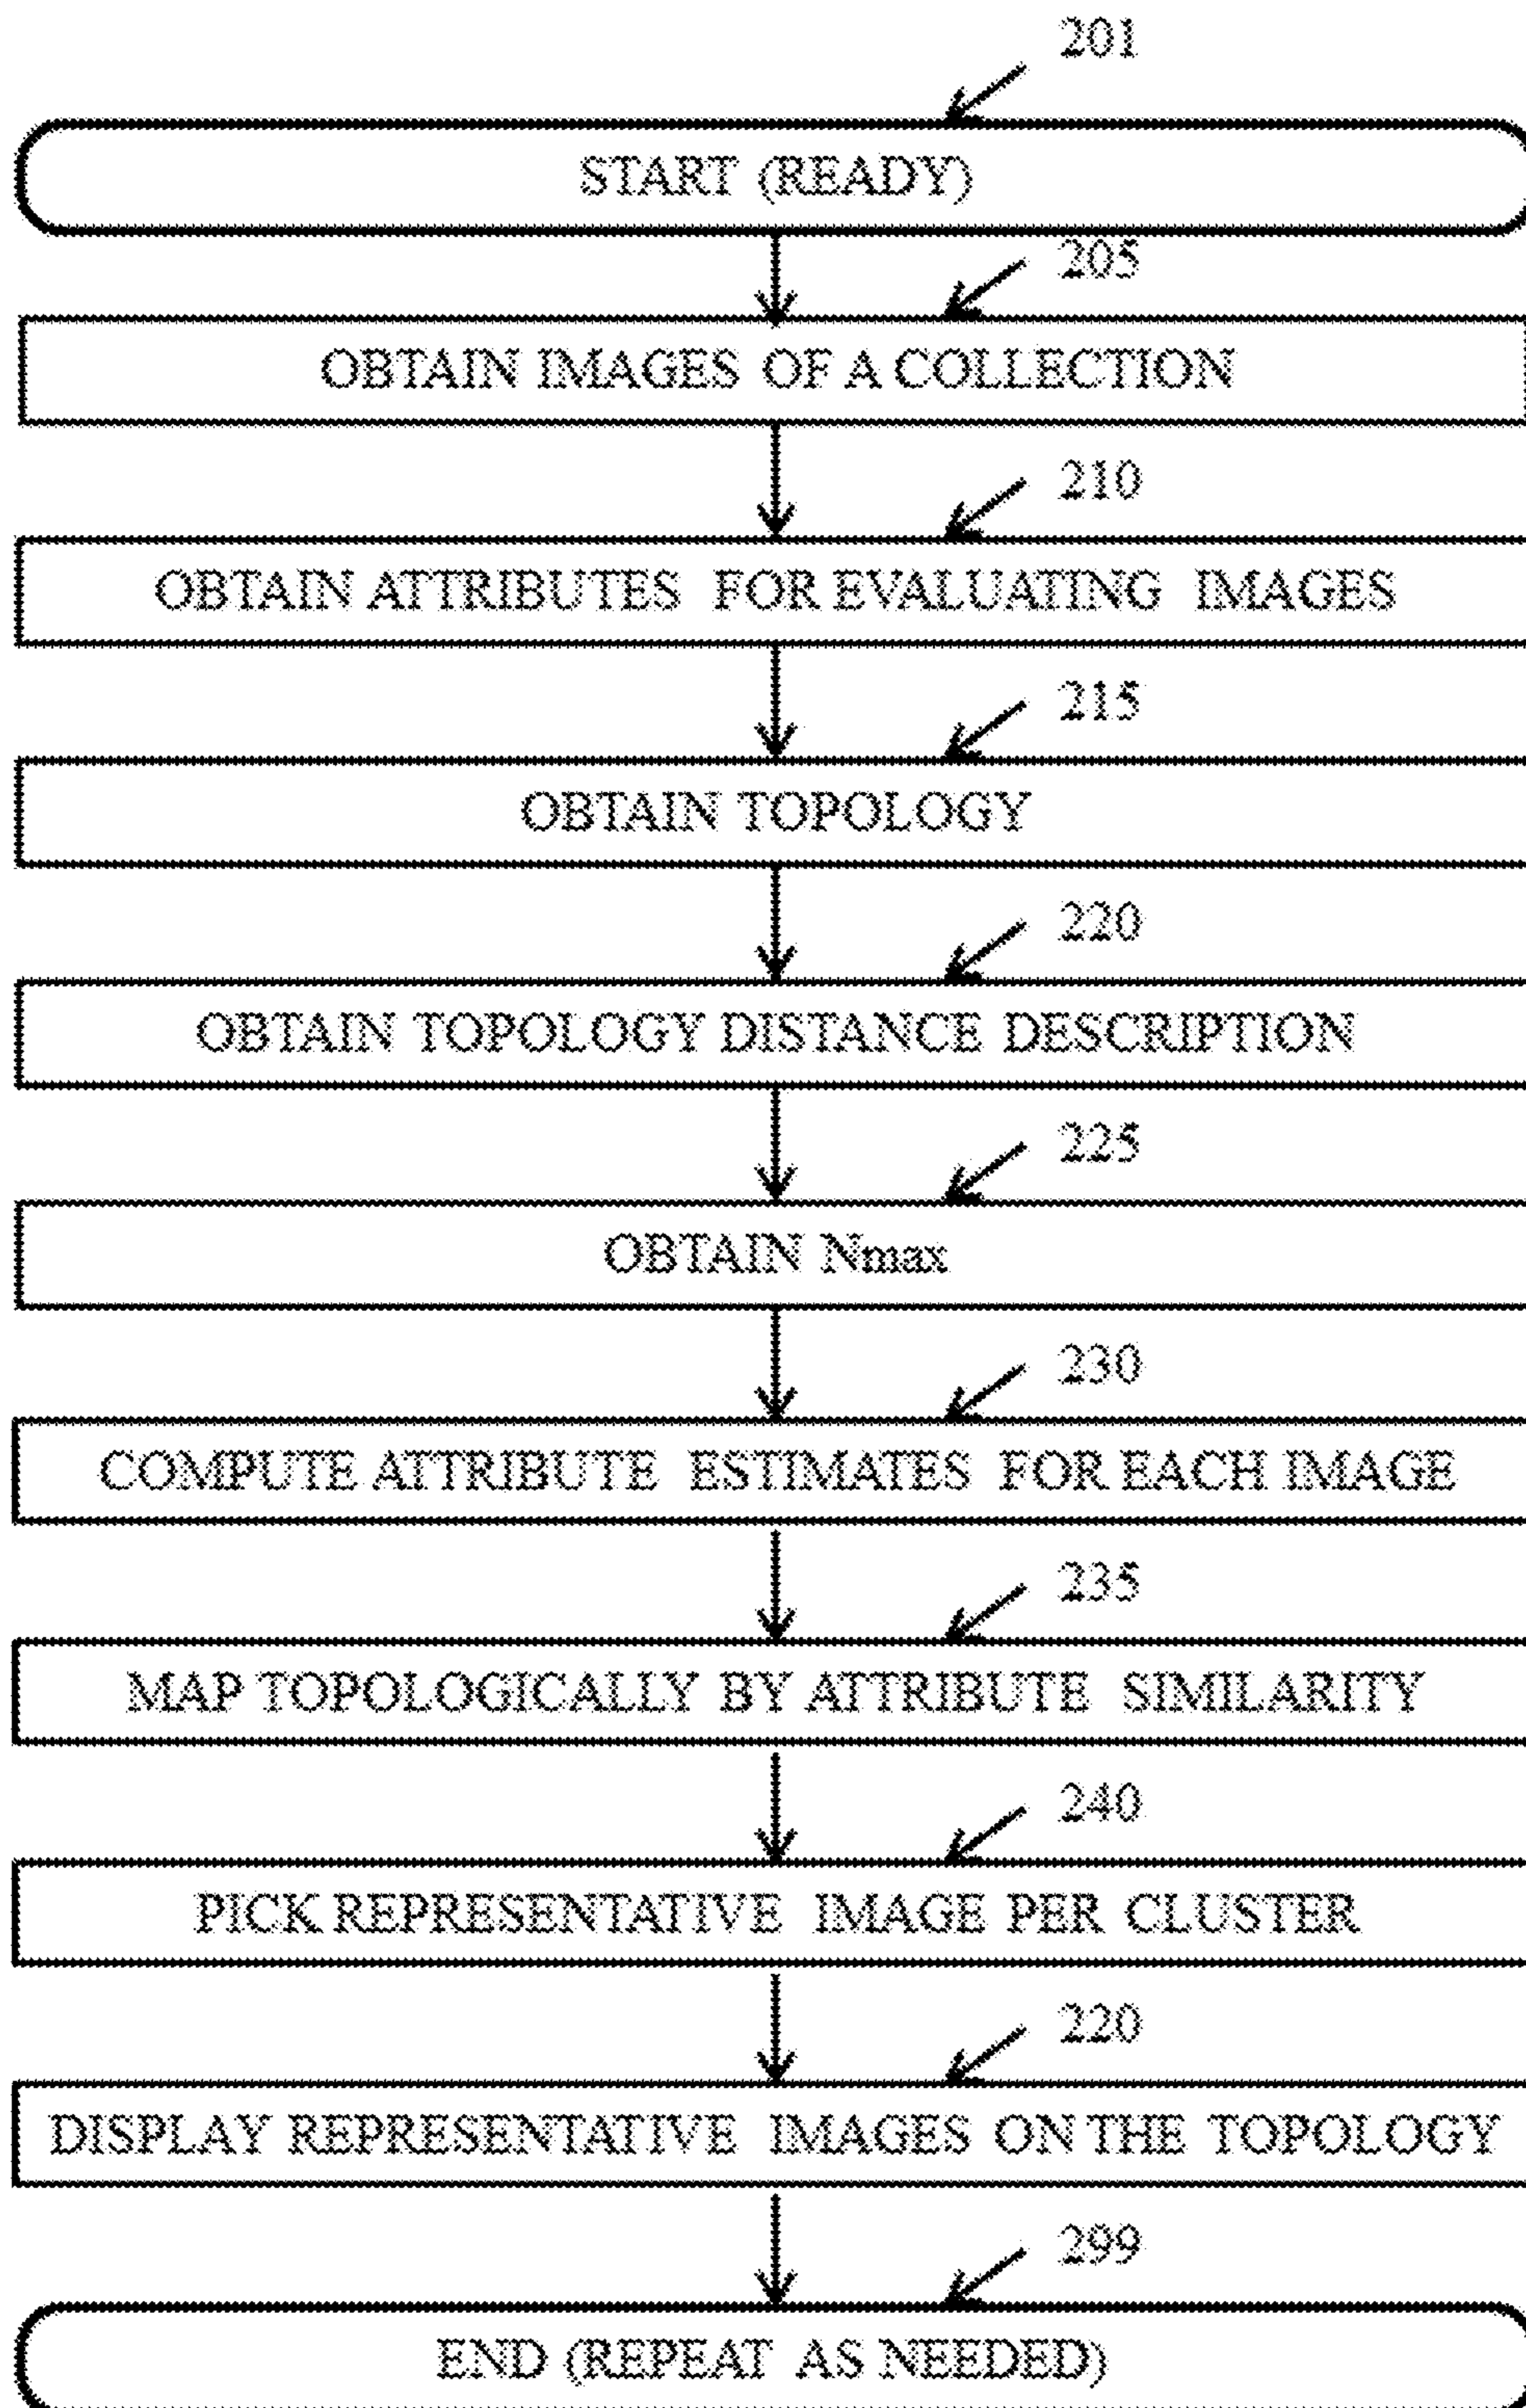 201
START (READY)
205
OBTAIN IMAGES OF A COLLECTION
210
OBTAIN ATTRIBUTES FOR EVALUATING IMAGES
215
OBTAIN TOPOLOGY
220
OBTAIN TOPOLOGY DISTANCE DESCRIPTION
225
OBTAIN Nmax
230
COMPUTE ATTRIBUTE ESTIMATES FOR EACH IMAGE
235
MAP TOPOLOGICALLY BY ATTRIBUTE SIMILARITY
240
PICK REPRESENTATIVE IMAGE PER CLUSTER
220
DISPLAY REPRESENTATIVE IMAGES ON THE TOPOLOGY
299
END (REPEAT AS NEEDED)